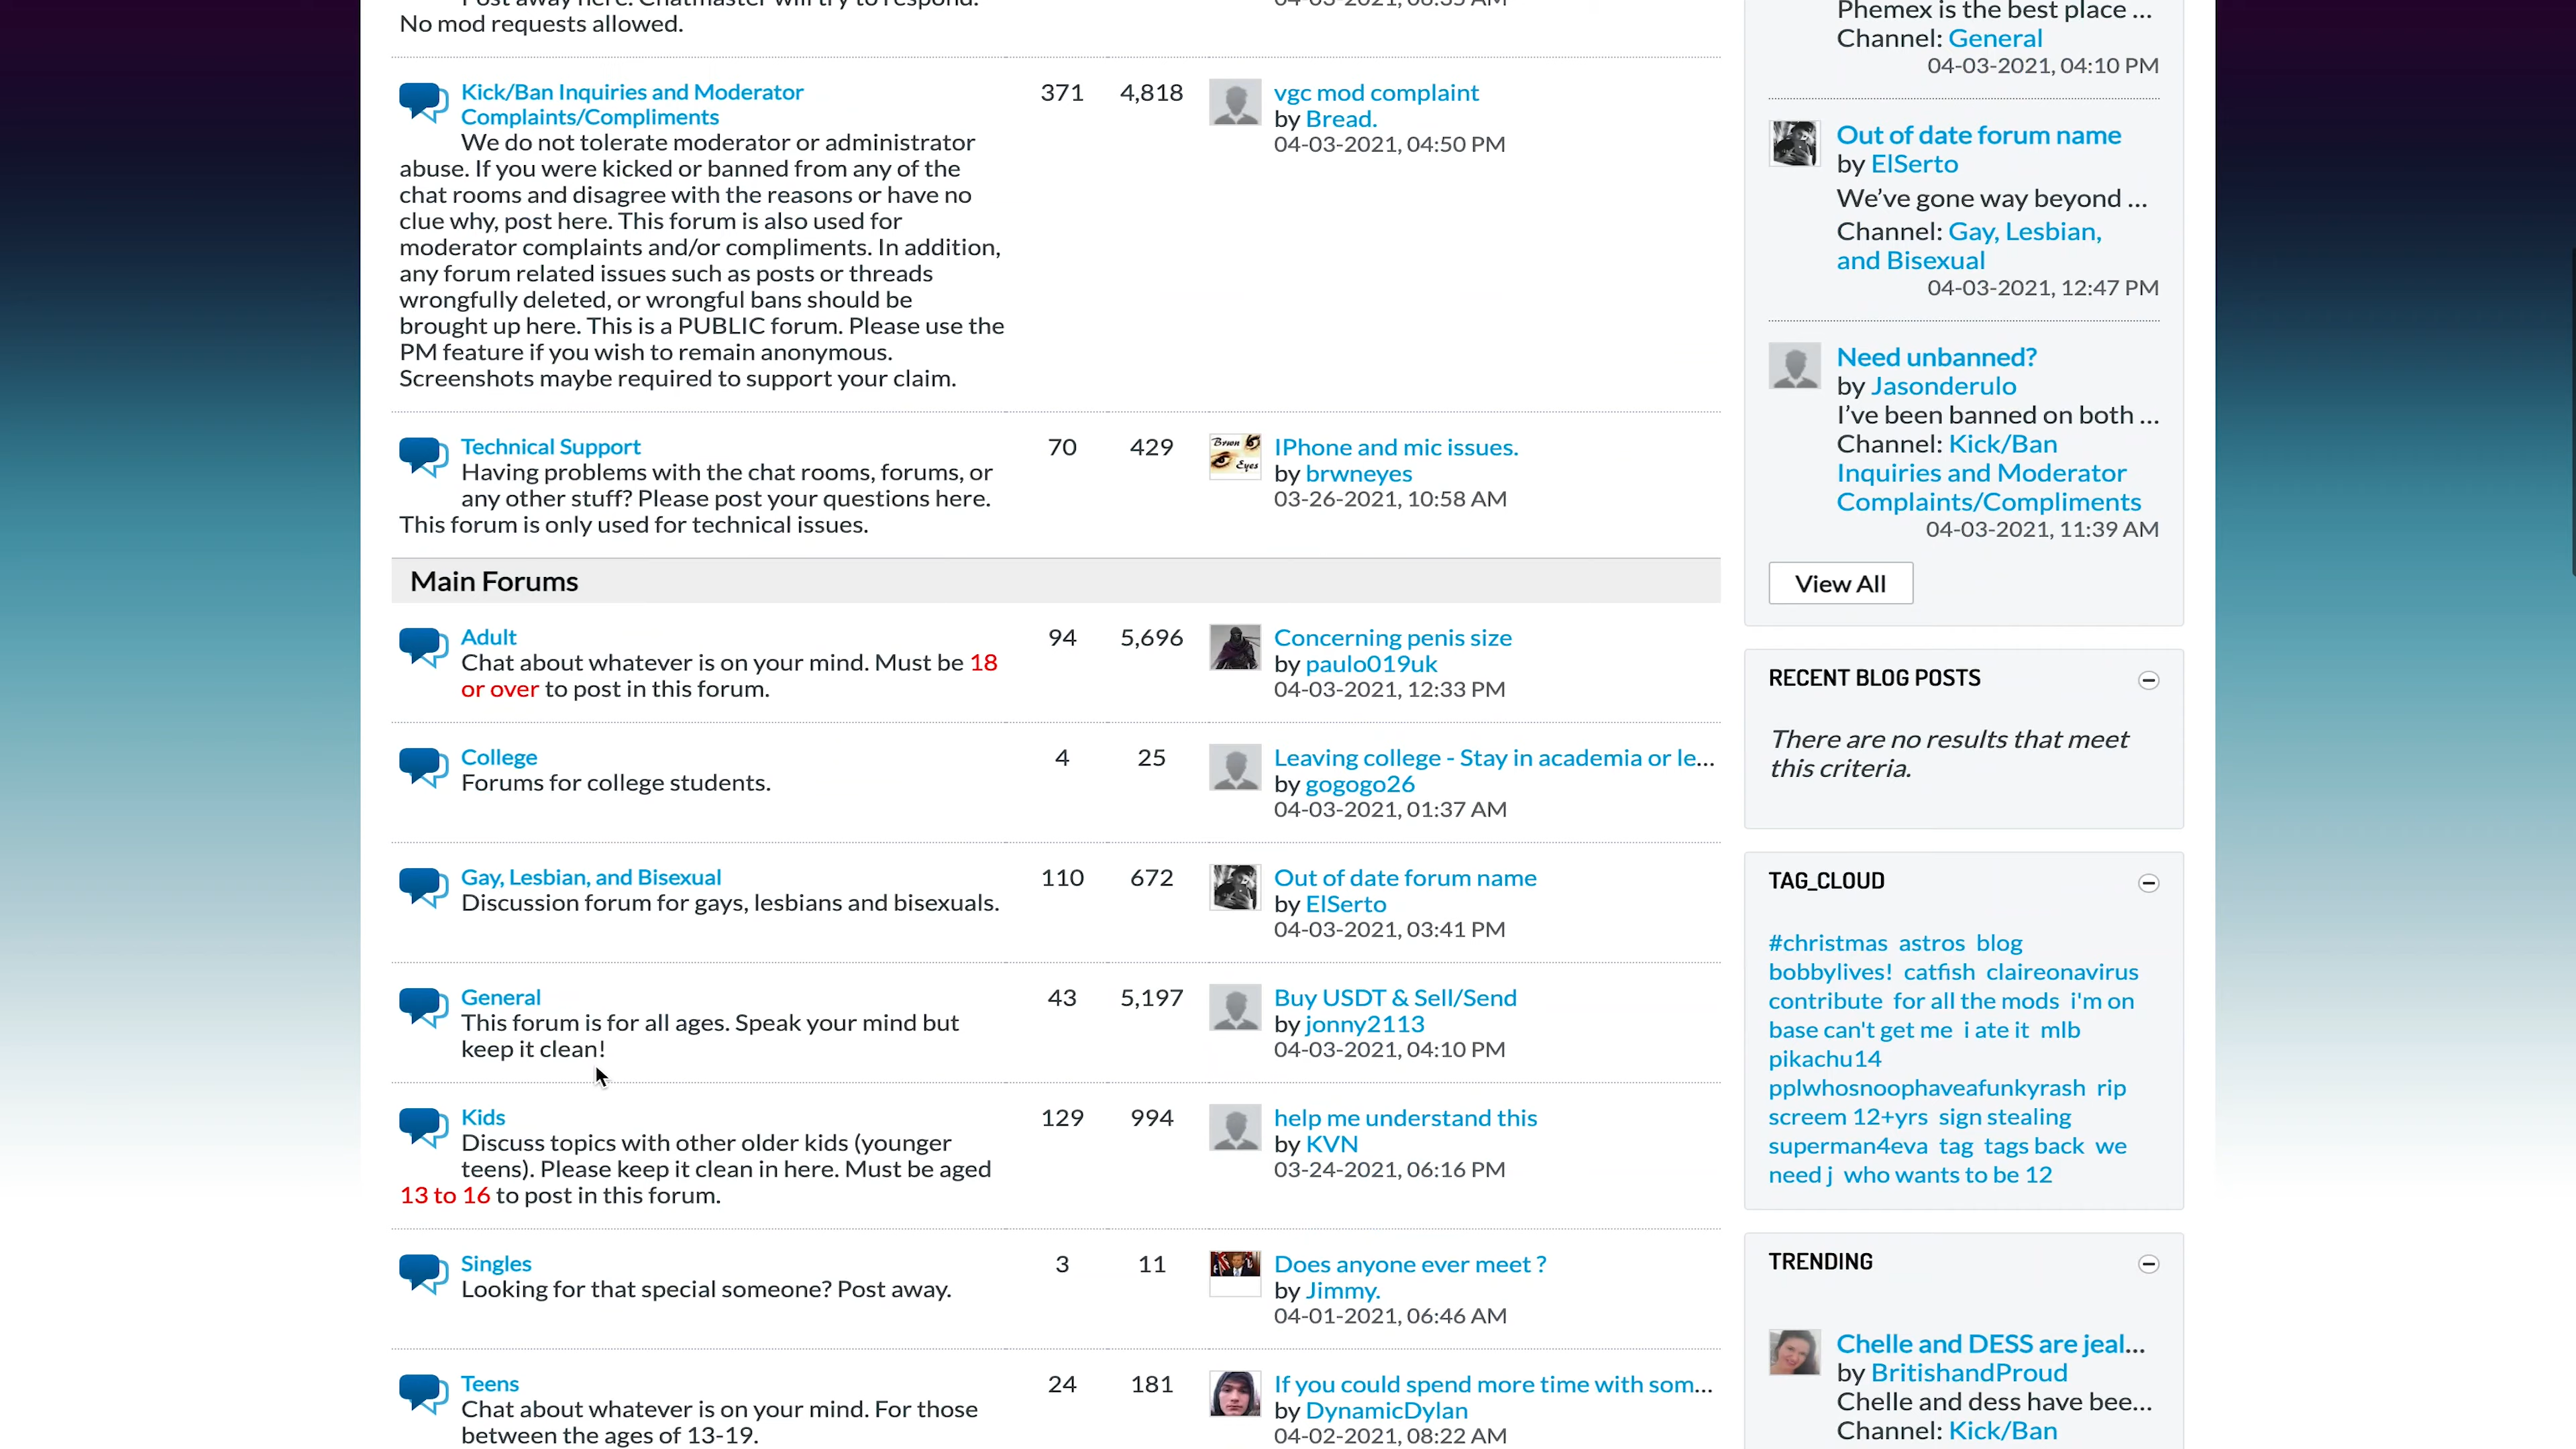 Post away here. Chatmaster will try to respond.
No mod requests allowed.
04-03-2021, 08:35 AM
Kick/Ban Inquiries and Moderator
Complaints/Compliments
We do not tolerate moderator or administrator
abuse. If you were kicked or banned from any of the
chat rooms and disagree with the reasons or have no
clue why, post here. This forum is also used for
moderator complaints and/or compliments. In addition,
any forum related issues such as posts or threads
wrongfully deleted, or wrongful bans should be
brought up here. This is a PUBLIC forum. Please use the
PM feature if you wish to remain anonymous.
Screenshots maybe required to support your claim.
371
4,818
vgc mod complaint
by Bread.
04-03-2021, 04:50 PM
Technical Support
Having problems with the chat rooms, forums, or
any other stuff? Please post your questions here.
This forum is only used for technical issues.
70
429
Brwn
Eyes
IPhone and mic issues.
by brwneyes
03-26-2021, 10:58 AM
Main Forums
Adult
Chat about whatever is on your mind. Must be 18
or over to post in this forum.
94
5,696
Concerning penis size
by paulo019uk
04-03-2021, 12:33 PM
College
Forums for college students.
4
25
Leaving college - Stay in academia or le...
by gogogo26
04-03-2021, 01:37 AM
Gay, Lesbian, and Bisexual
Discussion forum for gays, lesbians and bisexuals.
110
672
Out of date forum name
by ElSerto
04-03-2021, 03:41 PM
General
This forum is for all ages. Speak your mind but
keep it clean!
43
5,197
Buy USDT & Sell/Send
by jonny2113
04-03-2021, 04:10 PM
Kids
Discuss topics with other older kids (younger
teens). Please keep it clean in here. Must be aged
13 to 16 to post in this forum.
129
994
help me understand this
by KVN
03-24-2021, 06:16 PM
Singles
Looking for that special someone? Post away.
3
11
Does anyone ever meet ?
by Jimmy.
04-01-2021, 06:46 AM
Teens
Chat about whatever is on your mind. For those
between the ages of 13-19.
24
181
If you could spend more time with som...
by DynamicDylan
04-02-2021, 08:22 AM
Phemex is the best place ...
Channel: General
04-03-2021, 04:10 PM
Out of date forum name
by ElSerto
We've gone way beyond ...
Channel: Gay, Lesbian,
and Bisexual
04-03-2021, 12:47 PM
Need unbanned?
by Jasonderulo
I've been banned on both ...
Channel: Kick/Ban
Inquiries and Moderator
Complaints/Compliments
04-03-2021, 11:39 AM
View All
RECENT BLOG POSTS
There are no results that meet
this criteria.
TAG_CLOUD
#christmas astros blog
bobbylives! catfish claireonavirus
contribute for all the mods i'm on
base can't get me i ate it mlb
pikachu14
pplwhosnoophaveafunkyrash rip
screem 12+yrs sign stealing
superman4eva tag tags back we
need j who wants to be 12
TRENDING
Chelle and DESS are jeal...
by BritishandProud
Chelle and dess have bee...
Channel: Kick/Ban